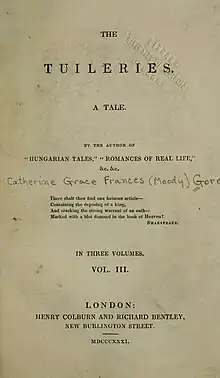 THE
TUILERIES.
A TALE.
BY THE AUTHOR OF
"HUNGARIAN TALES," "ROMANCES OF REAL LIFE,"
&c. &c.
Catherine Grace Frances (Moody) Gore
There shalt thou find one heinous article—
Containing the deposing of a king,
And cracking the strong warrant of an oath—
Marked with a blot damned in the book of Heaven!
SHAKSPEARE.
IN THREE VOLUMES.
VOL. III.
LONDON:
HENRY COLBURN AND RICHARD BENTLEY,
NEW BURLINGTON STREET.
MDCCCXXXI.